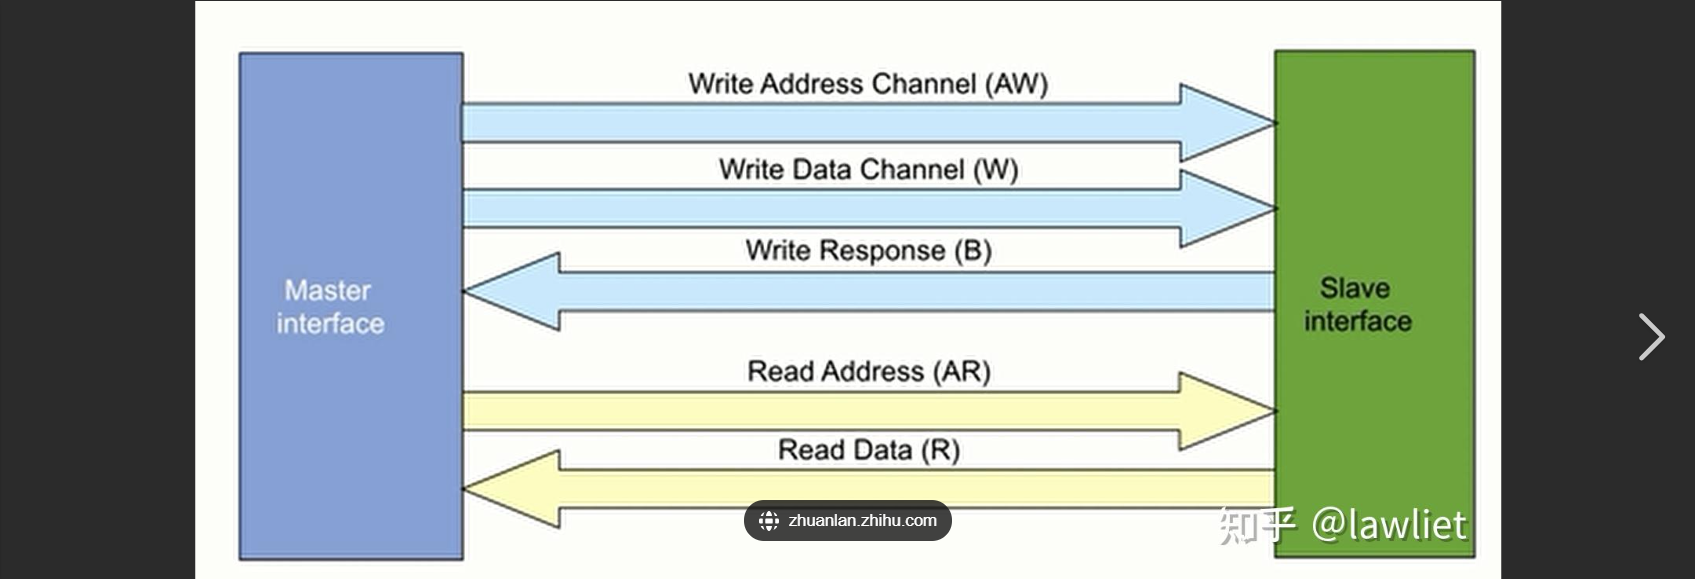 Write Address Channel (AW)
Write Data Channel (W)
Write Response (B)
Master
interface
Slave
interface
Read Address (AR)
Read Data (R)
zhuanlan.zhihu.com
知乎 @lawliet